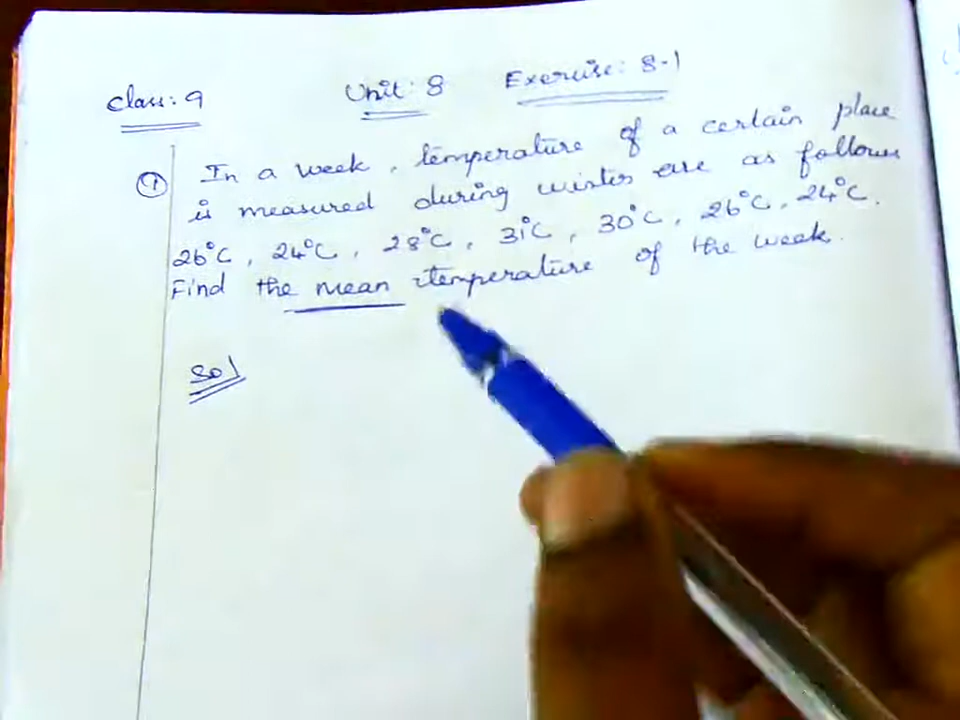 Class: 9 Unit: 8 Exercise: 8-1
① In a week, temperature of a certain place
is measured during winter are as follows
26°C, 24°C, 28°C, 31°C, 30°C, 26°C, 24°C.
Find the mean temperature of the week.
Sol